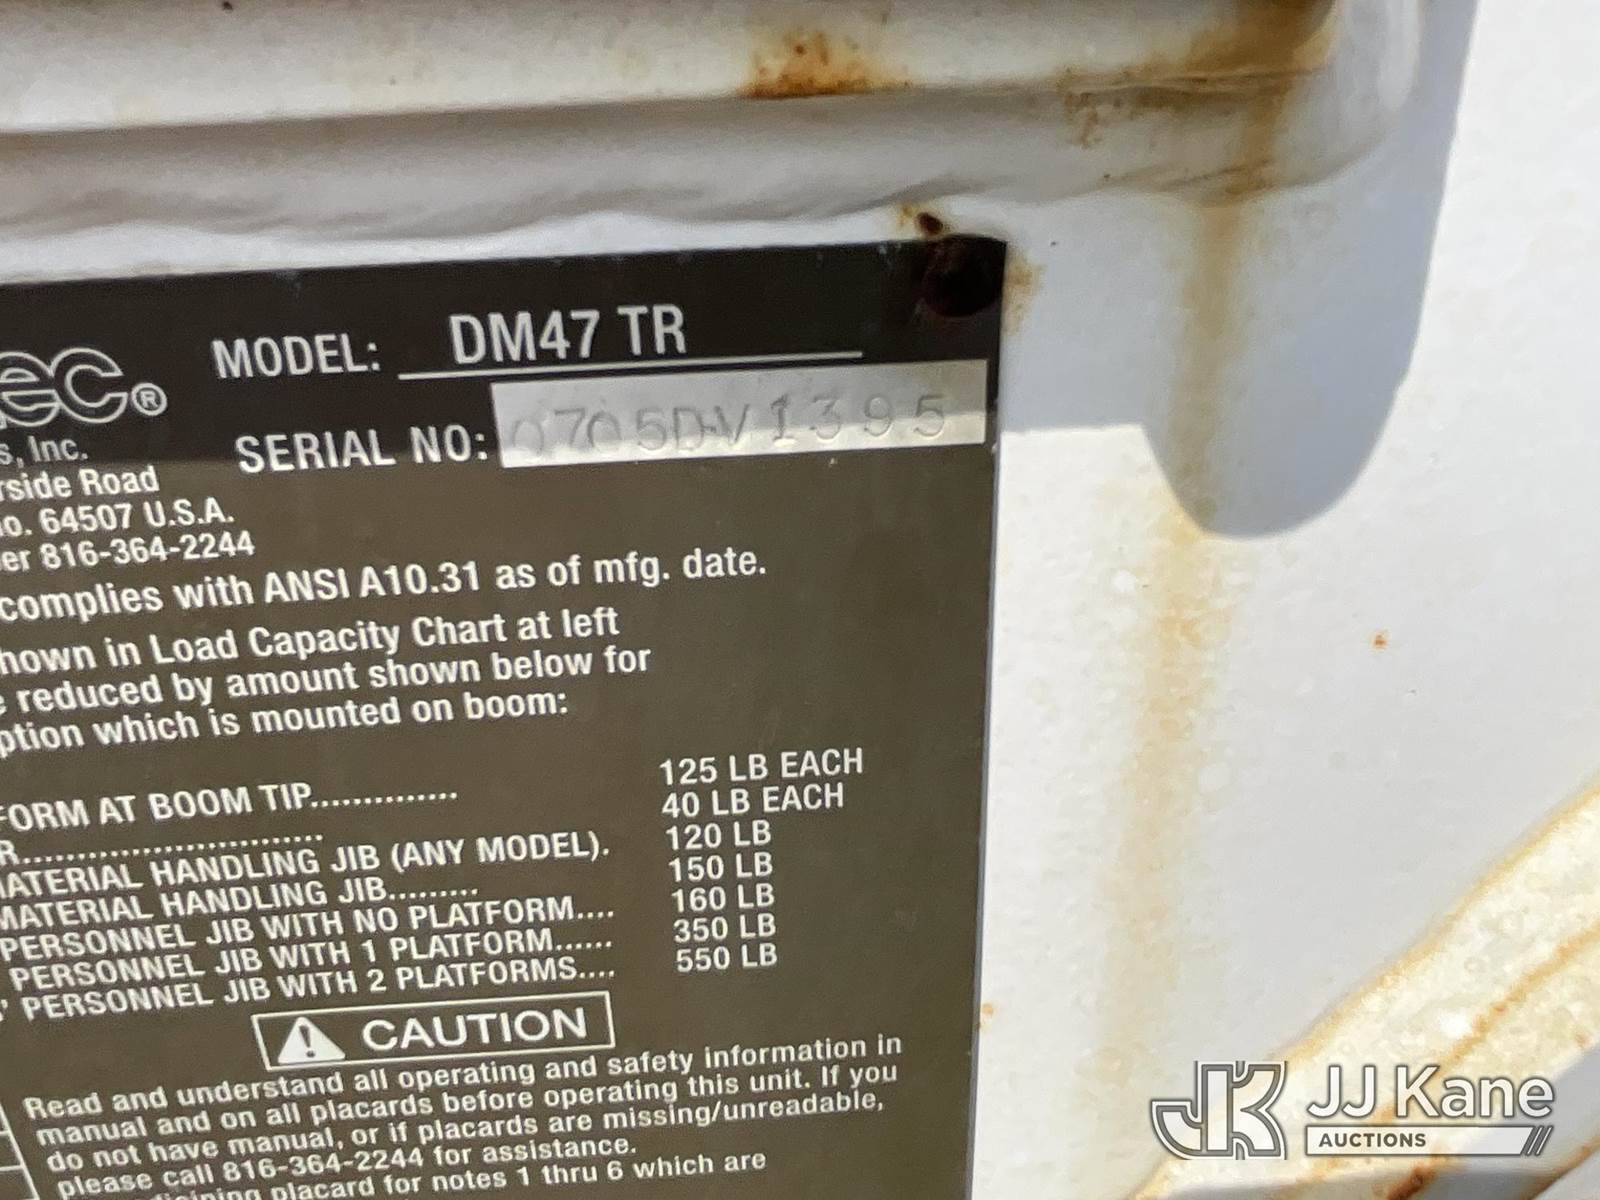 MODEL: DM47 TR
SERIAL NO: 0705DV1395
ec®
s, Inc.
rside Road
o. 64507 U.S.A.
er 816-364-2244
complies with ANSI A10.31 as of mfg. date.
hown in Load Capacity Chart at left
e reduced by amount shown below for
ption which is mounted on boom:
FORM AT BOOM TIP.............. 125 LB EACH
R............................ 40 LB EACH
MATERIAL HANDLING JIB (ANY MODEL). 120 LB
MATERIAL HANDLING JIB......... 150 LB
PERSONNEL JIB WITH NO PLATFORM.... 160 LB
PERSONNEL JIB WITH 1 PLATFORM...... 350 LB
' PERSONNEL JIB WITH 2 PLATFORMS.... 550 LB
CAUTION
Read and understand all operating and safety information in
manual and on all placards before operating this unit. If you
do not have manual, or if placards are missing/unreadable,
please call 816-364-2244 for assistance.
placard for notes 1 thru 6 which are
JK JJ Kane
AUCTIONS